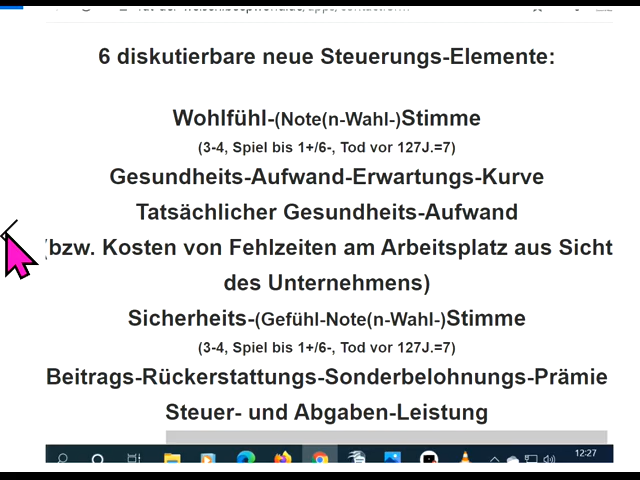 6 diskutierbare neue Steuerungs-Elemente:
Wohlfühl-(Note(n-Wahl-)Stimme
(3-4, Spiel bis 1+/6-, Tod vor 127J.=7)
Gesundheits-Aufwand-Erwartungs-Kurve
Tatsächlicher Gesundheits-Aufwand
(bzw. Kosten von Fehlzeiten am Arbeitsplatz aus Sicht
des Unternehmens)
Sicherheits-(Gefühl-Note(n-Wahl-)Stimme
(3-4, Spiel bis 1+/6-, Tod vor 127J.=7)
Beitrags-Rückerstattungs-Sonderbelohnungs-Prämie
Steuer- und Abgaben-Leistung
12:27